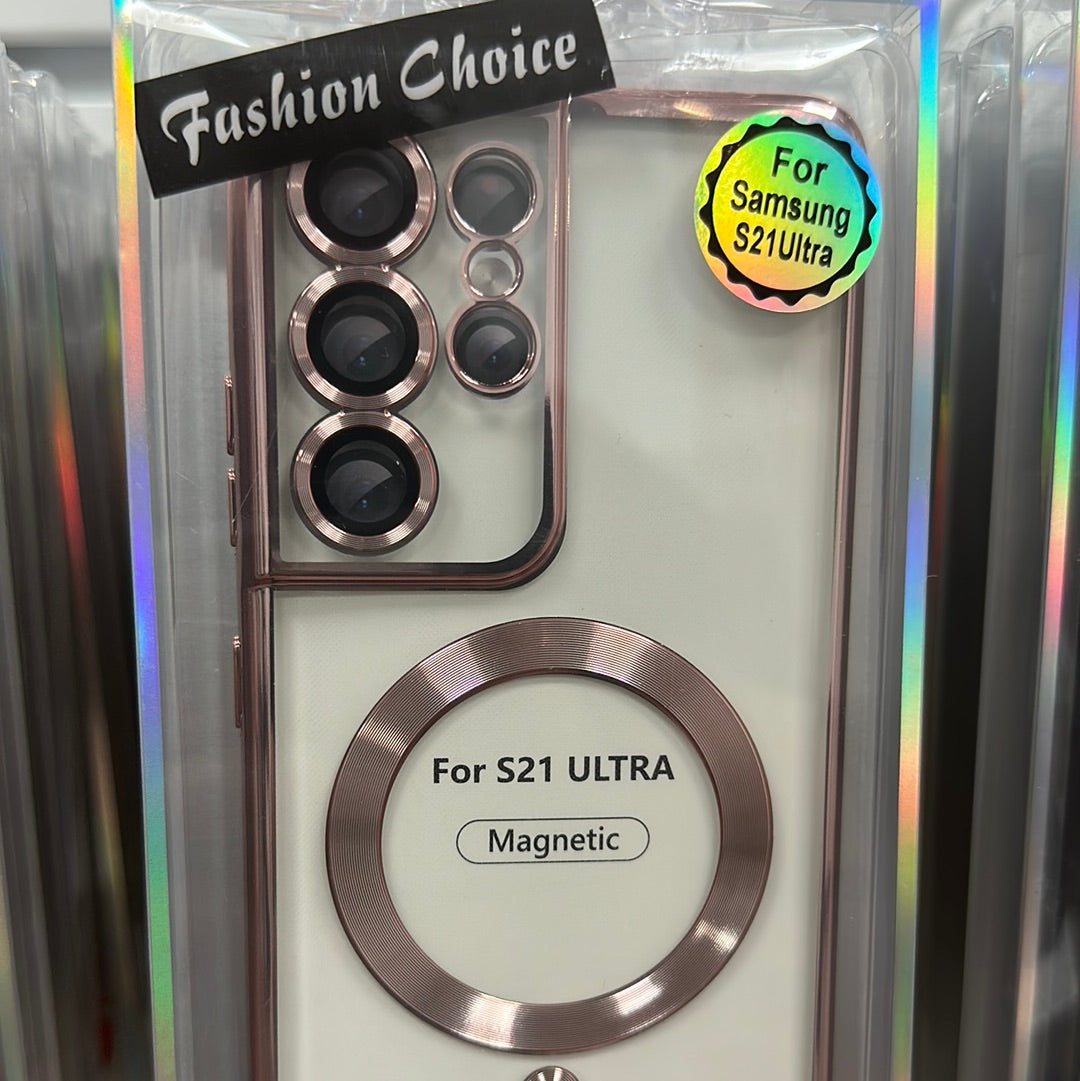 Fashion Choice
For
Samsung
S21Ultra
For S21 ULTRA
Magnetic